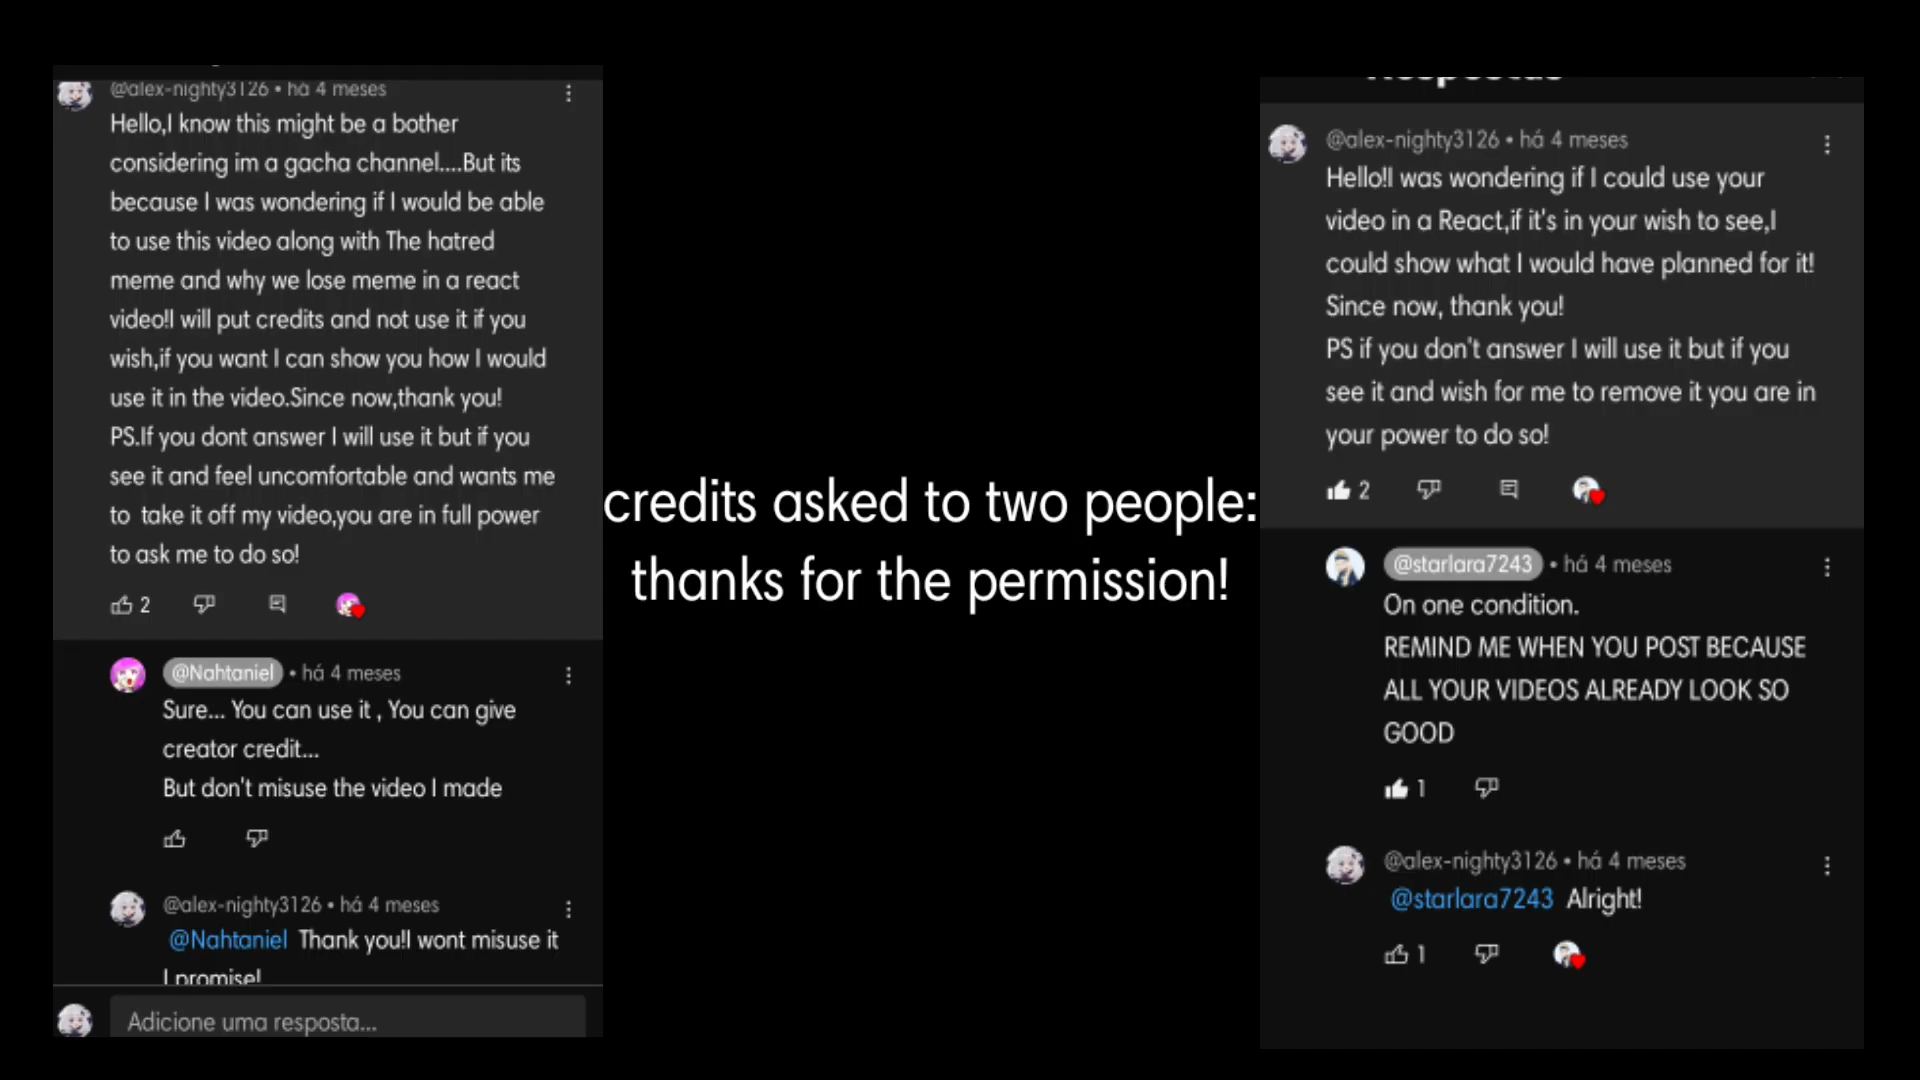 @alex-nighty3126 • há 4 meses
Hello,I know this might be a bother
considering im a gacha channel....But its
because I was wondering if I would be able
to use this video along with The hatred
meme and why we lose meme in a react
video!I will put credits and not use it if you
wish,if you want I can show you how I would
use it in the video.Since now,thank you!
PS.If you dont answer I will use it but if you
see it and feel uncomfortable and wants me
to take it off my video,you are in full power
to ask me to do so!
2
@Nahtaniel • há 4 meses
Sure... You can use it , You can give
creator credit...
But don't misuse the video I made
@alex-nighty3126 • há 4 meses
@Nahtaniel Thank you!I wont misuse it
I promise!
Adicione uma resposta...
credits asked to two people:
thanks for the permission!
Respostas
@alex-nighty3126 • há 4 meses
Hello!I was wondering if I could use your
video in a React,if it's in your wish to see,I
could show what I would have planned for it!
Since now, thank you!
PS if you don't answer I will use it but if you
see it and wish for me to remove it you are in
your power to do so!
2
@starlara7243 • há 4 meses
On one condition.
REMIND ME WHEN YOU POST BECAUSE
ALL YOUR VIDEOS ALREADY LOOK SO
GOOD
1
@alex-nighty3126 • há 4 meses
@starlara7243 Alright!
1